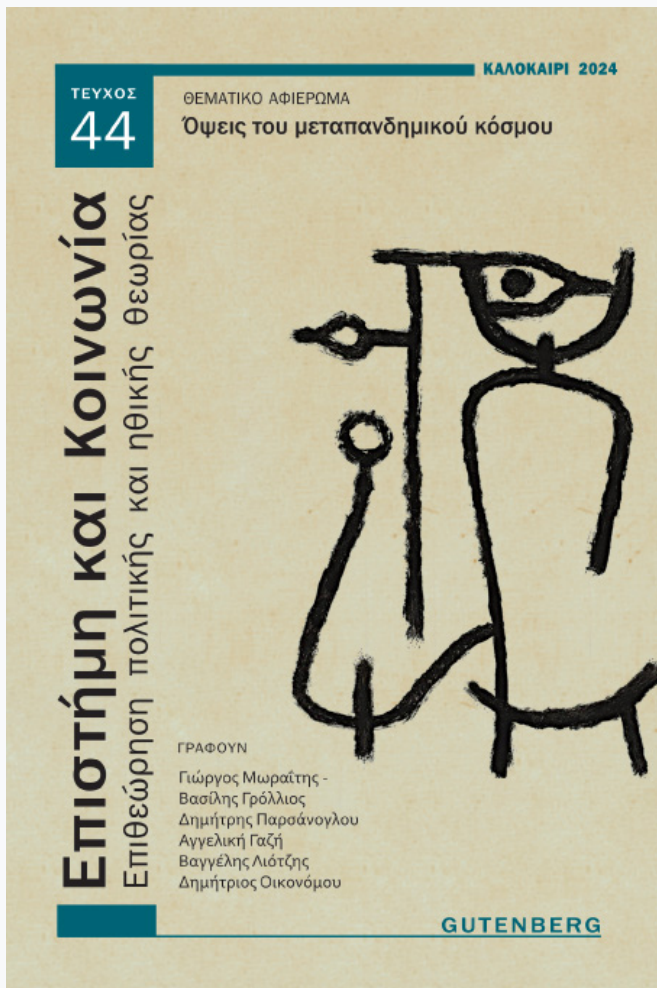 ΚΑΛΟΚΑΙΡΙ 2024
ΤΕΥΧΟΣ
44
ΘΕΜΑΤΙΚΟ ΑΦΙΕΡΩΜΑ
Όψεις του μεταπανδημικού κόσμου
Επιστήμη και Κοινωνία
Επιθεώρηση πολιτικής και ηθικής θεωρίας
ΓΡΑΦΟΥΝ
Γιώργος Μωραΐτης -
Βασίλης Γρόλλιος
Δημήτρης Παρσάνογλου
Αγγελική Γαζή
Βαγγέλης Λιότζης
Δημήτριος Οικονόμου
GUTENBERG